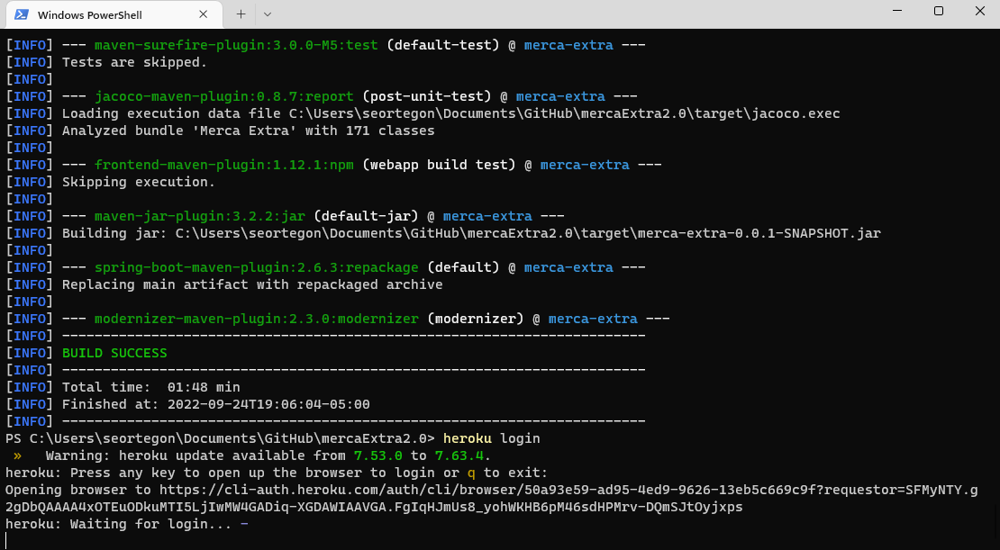 Windows PowerShell
[INFO] --- maven-surefire-plugin:3.0.0-M5:test (default-test) @ merca-extra ---
[INFO] Tests are skipped.
[INFO]
[INFO] --- jacoco-maven-plugin:0.8.7:report (post-unit-test) @ merca-extra ---
[INFO] Loading execution data file C:\Users\seortegon\Documents\GitHub\mercaExtra2.0\target\jacoco.exec
[INFO] Analyzed bundle 'Merca Extra' with 171 classes
[INFO]
[INFO] --- frontend-maven-plugin:1.12.1:npm (webapp build test) @ merca-extra ---
[INFO] Skipping execution.
[INFO]
[INFO] --- maven-jar-plugin:3.2.2:jar (default-jar) @ merca-extra ---
[INFO] Building jar: C:\Users\seortegon\Documents\GitHub\mercaExtra2.0\target\merca-extra-0.0.1-SNAPSHOT.jar
[INFO]
[INFO] --- spring-boot-maven-plugin:2.6.3:repackage (default) @ merca-extra ---
[INFO] Replacing main artifact with repackaged archive
[INFO]
[INFO] --- modernizer-maven-plugin:2.3.0:modernizer (modernizer) @ merca-extra ---
[INFO] ------------------------------------------------------------------------
[INFO] BUILD SUCCESS
[INFO] ------------------------------------------------------------------------
[INFO] Total time:  01:48 min
[INFO] Finished at: 2022-09-24T19:06:04-05:00
[INFO] ------------------------------------------------------------------------
PS C:\Users\seortegon\Documents\GitHub\mercaExtra2.0> heroku login
»   Warning: heroku update available from 7.53.0 to 7.63.4.
heroku: Press any key to open up the browser to login or q to exit:
Opening browser to https://cli-auth.heroku.com/auth/cli/browser/50a93e59-ad95-4ed9-9626-13eb5c669c9f?requestor=SFMyNTY.g
2gDbQAAAA4xOTEuODkuMTI5LjIwMW4GADiq-XGDAWIAAVGA.FgIqHJmUs8_yohWKHB6pM46sdHPMrv-DQmSJtOyjxps
heroku: Waiting for login... -